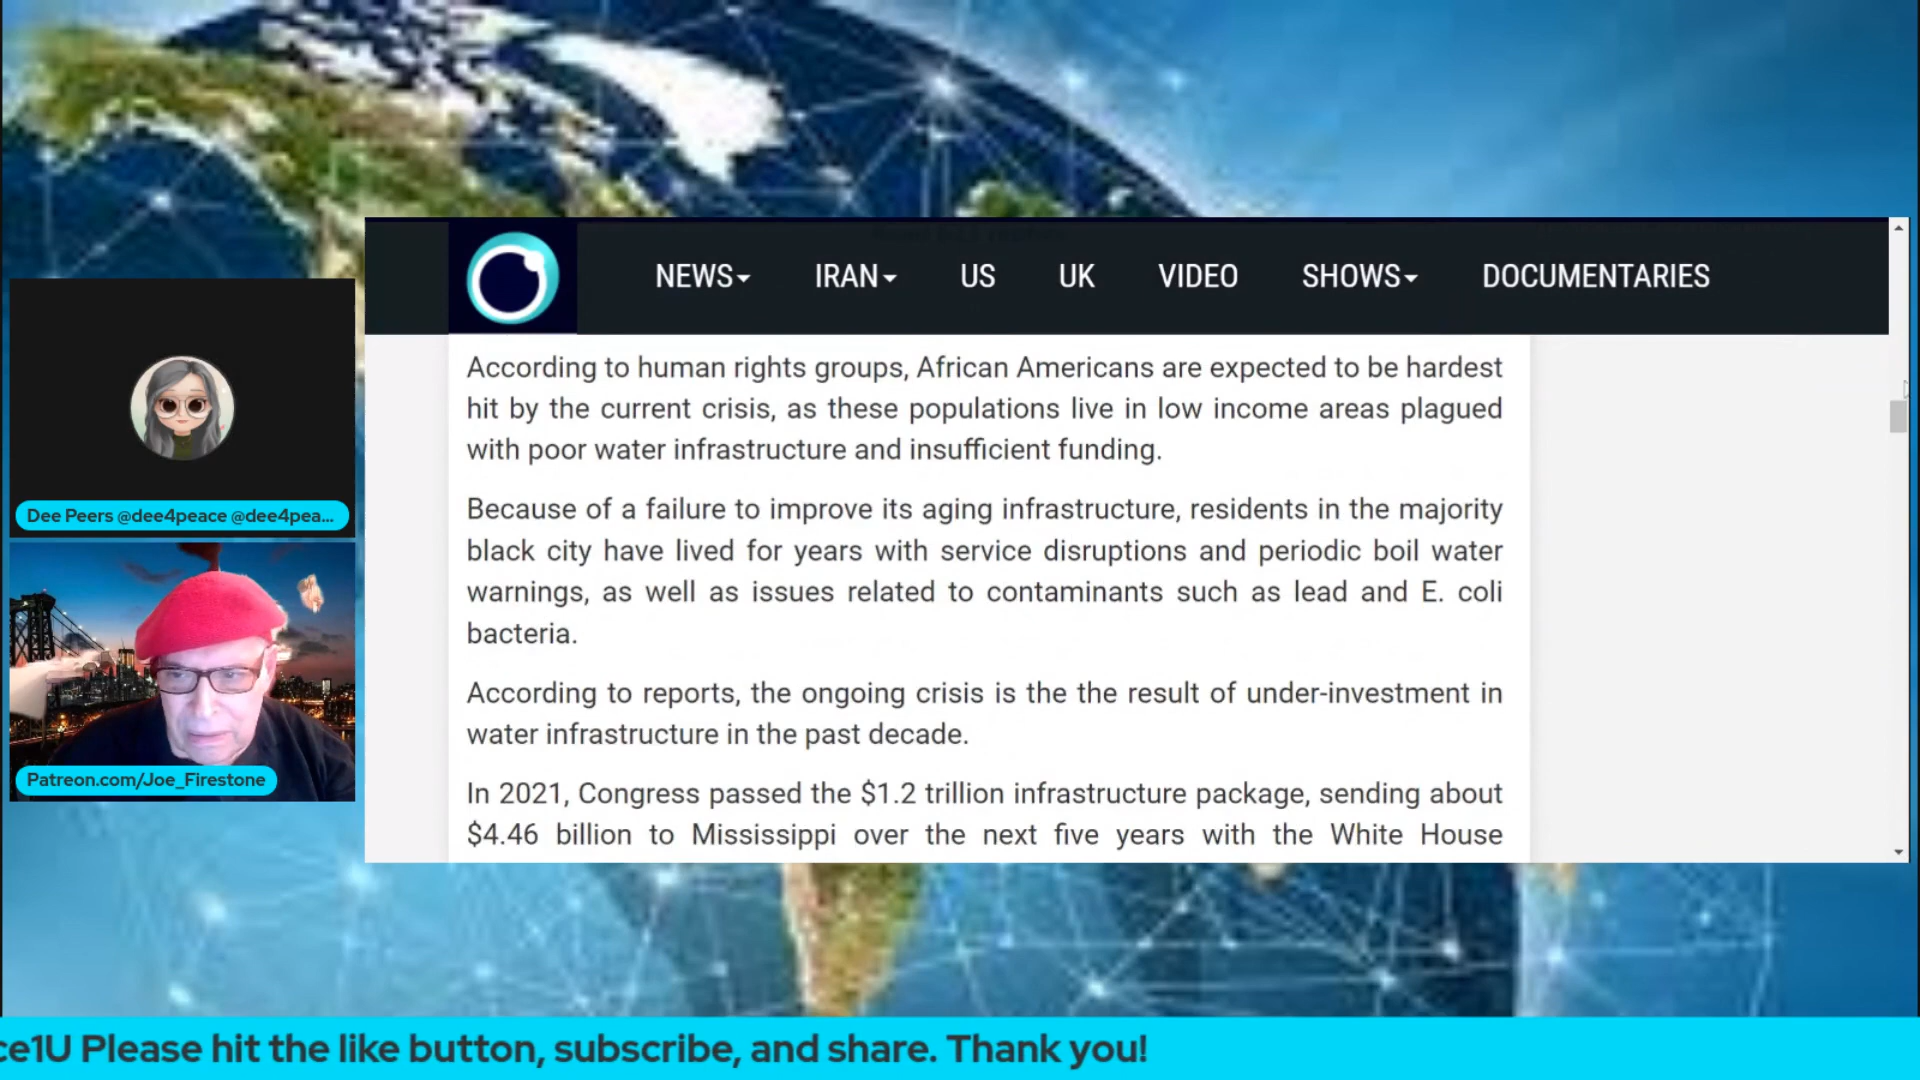 NEWS IRAN US UK VIDEO SHOWS DOCUMENTARIES
According to human rights groups, African Americans are expected to be hardest
hit by the current crisis, as these populations live in low income areas plagued
with poor water infrastructure and insufficient funding.
Because of a failure to improve its aging infrastructure, residents in the majority
black city have lived for years with service disruptions and periodic boil water
warnings, as well as issues related to contaminants such as lead and E. coli
bacteria.
According to reports, the ongoing crisis is the the result of under-investment in
water infrastructure in the past decade.
In 2021, Congress passed the $1.2 trillion infrastructure package, sending about
$4.46 billion to Mississippi over the next five years with the White House
Dee Peers @dee4peace @dee4pea...
Patreon.com/Joe_Firestone
ce1U Please hit the like button, subscribe, and share. Thank you!